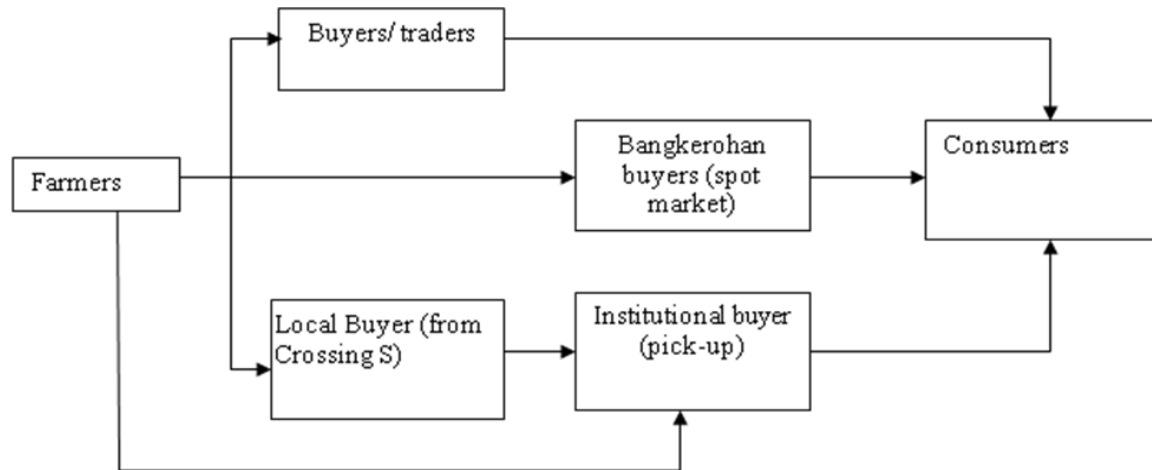 Buyers/ traders
Farmers
Bangkerohan
buyers (spot
market)
Consumers
Local Buyer (from
Crossing S)
Institutional buyer
(pick-up)